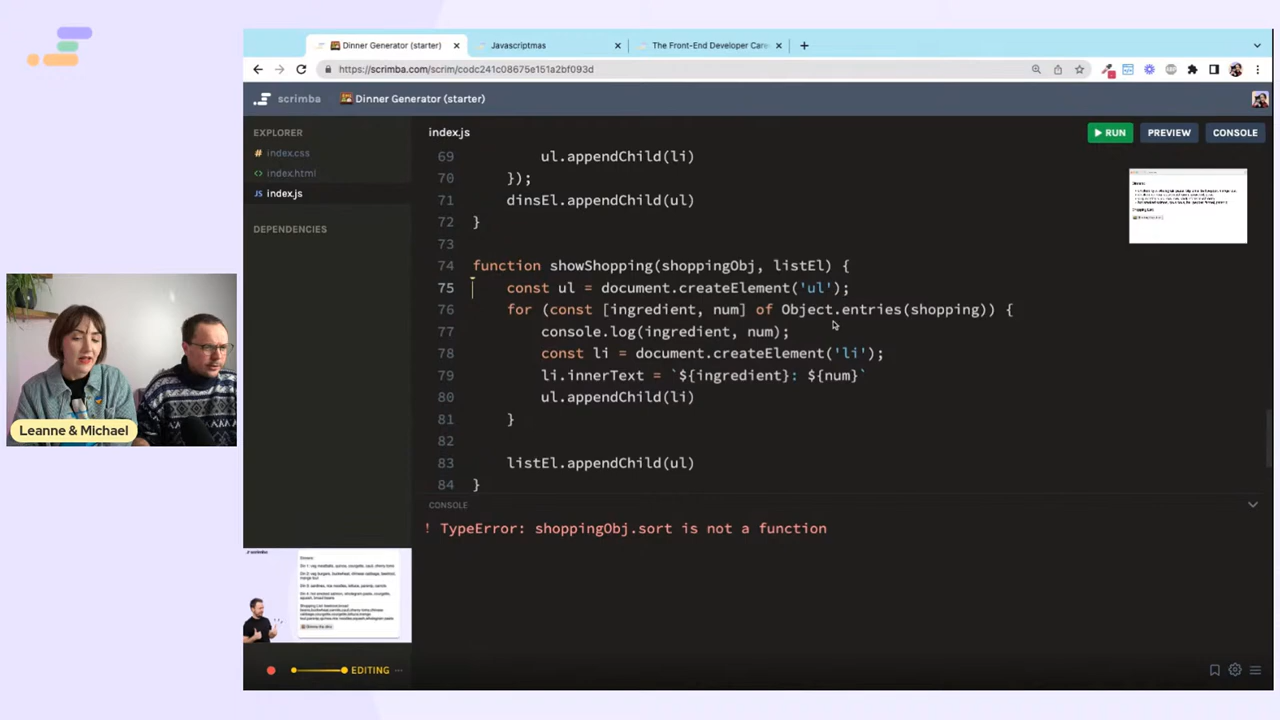 Dinner Generator (starter)
Javascriptmas
The Front-End Developer Care
https://scrimba.com/scrim/codc241c08675e151a2bf093d
scrimba
Dinner Generator (starter)
EXPLORER
index.css
index.html
JS index.js
DEPENDENCIES
index.js
RUN
PREVIEW
CONSOLE
69 ul.appendChild(li)
70 });
71 dinsEl.appendChild(ul)
72 }
73
74 function showShopping(shoppingObj, listEl) {
75 const ul = document.createElement('ul');
76 for (const [ingredient, num] of Object.entries(shopping)) {
77 console.log(ingredient, num);
78 const li = document.createElement('li');
79 li.innerText = `${ingredient}: ${num}`
80 ul.appendChild(li)
81 }
82
83 listEl.appendChild(ul)
84 }
CONSOLE
! TypeError: shoppingObj.sort is not a function
Leanne & Michael
EDITING